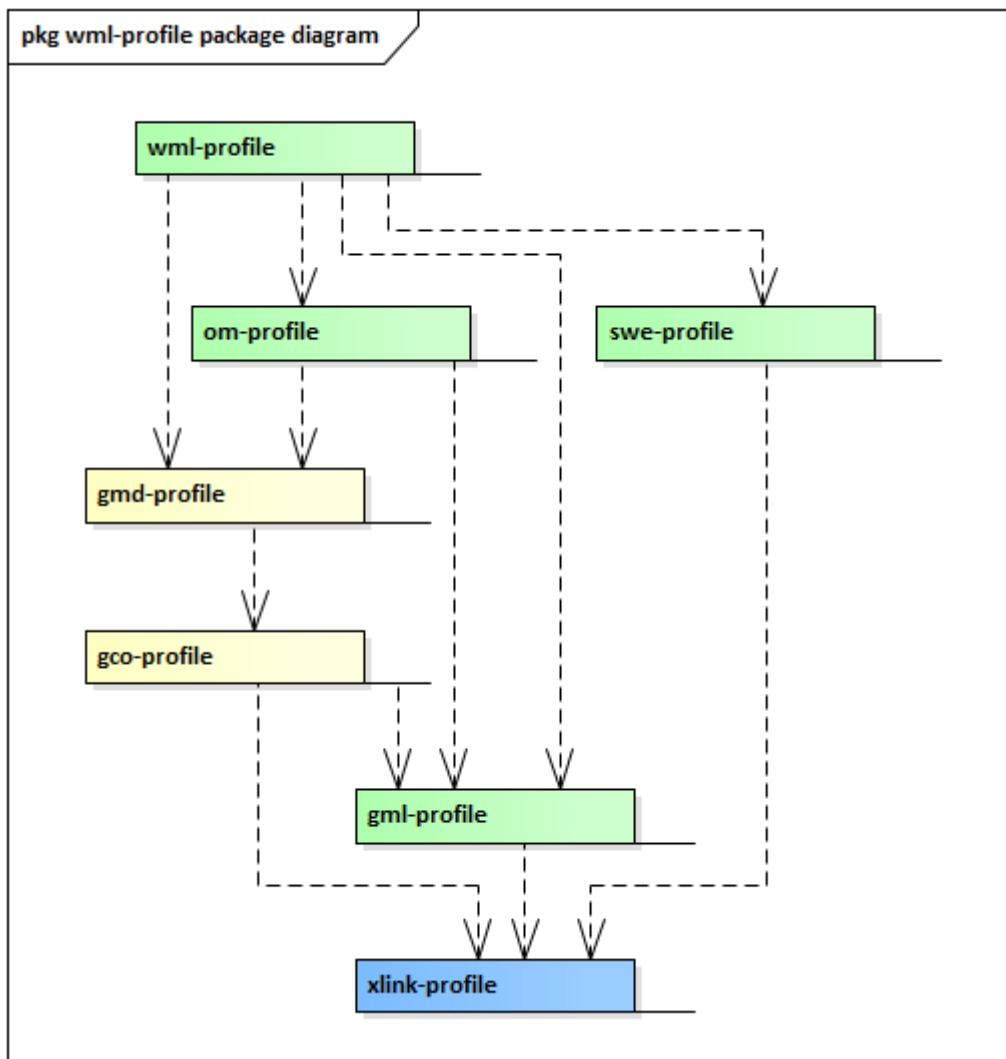 pkg wml-profile package diagram
wml-profile
om-profile
swe-profile
gmd-profile
gco-profile
gml-profile
xlink-profile